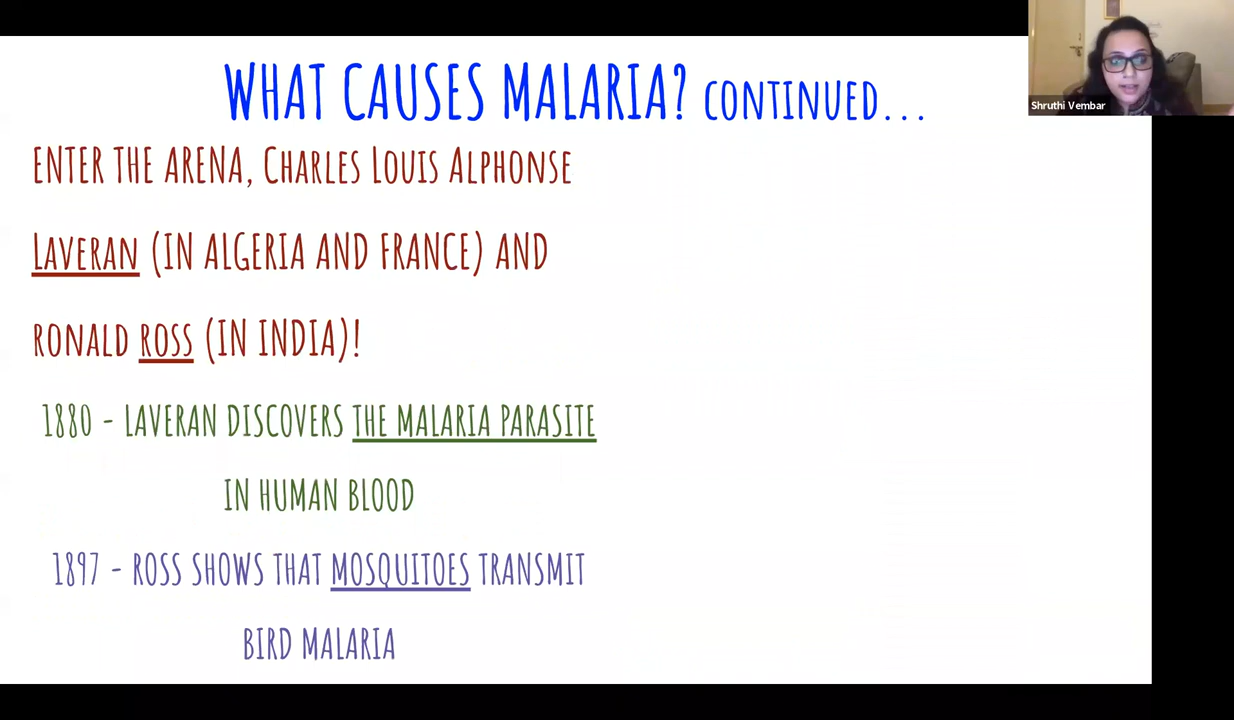 WHAT CAUSES MALARIA? CONTINUED...
Shruthi Vembar
ENTER THE ARENA, CHARLES LOUIS ALPHONSE
LAVERAN (IN ALGERIA AND FRANCE) AND
RONALD ROSS (IN INDIA)!
1880 - LAVERAN DISCOVERS THE MALARIA PARASITE
IN HUMAN BLOOD
1897 - ROSS SHOWS THAT MOSQUITOES TRANSMIT
BIRD MALARIA